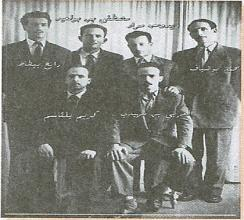 مصطفى بن بولعيد
ديدوش مراد
محمد بوضياف
رابح بيطاط
العربي بن مهيدي
كريم بلقاسم